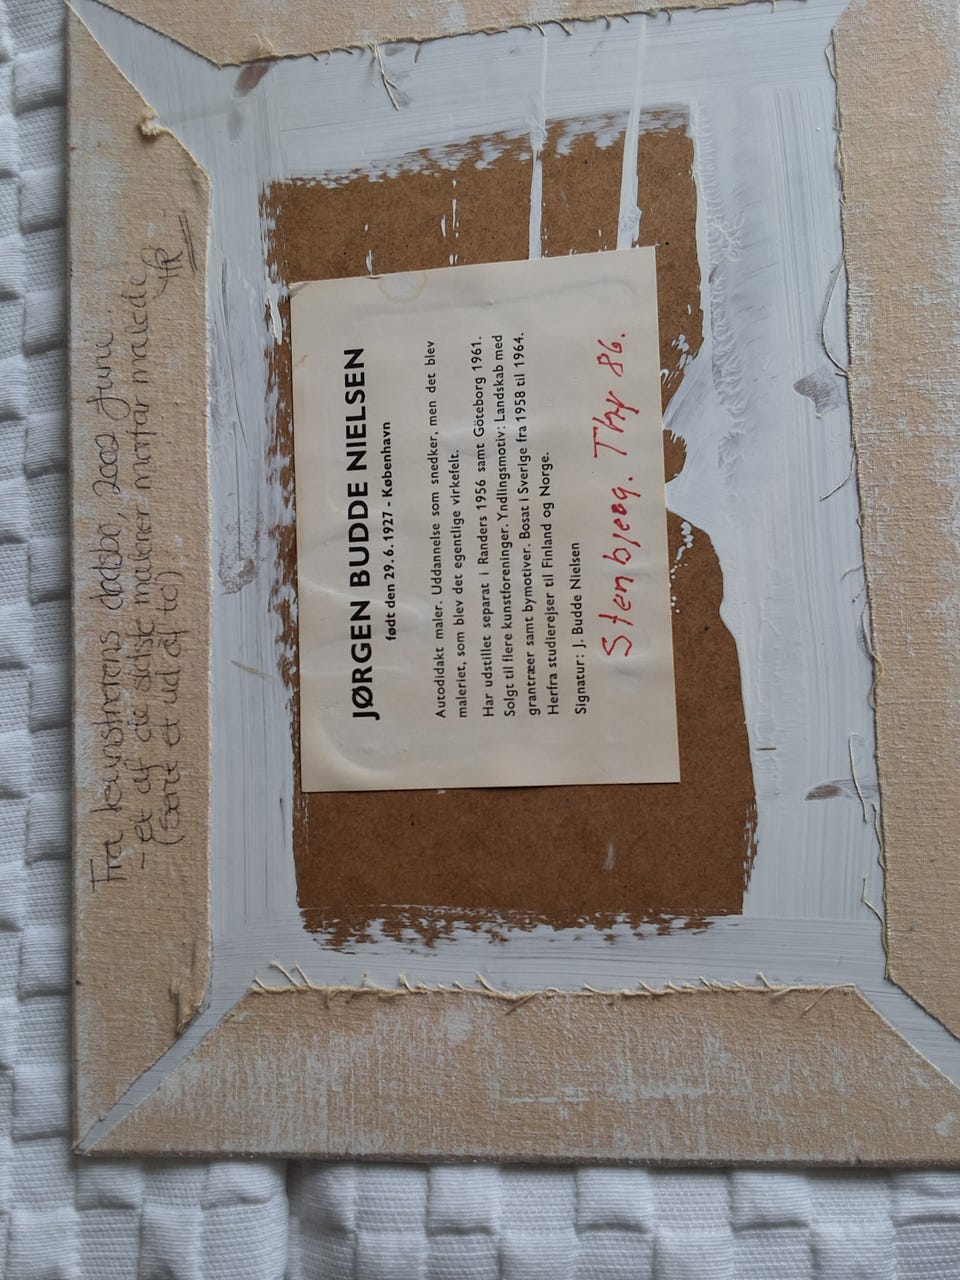 Fra kunstnerens datter, 2002 Juni.
- et af de sidste malerier morfar malede
(Bare et ud af to)
JØRGEN BUDDE NIELSEN
født den 29. 6. 1927 - København
Autodidakt maler. Uddannelse som snedker, men det blev
maleriet, som blev det egentlige virkefelt.
Har udstillet separat i Randers 1956 samt Göteborg 1961.
Solgt til flere kunstforeninger. Yndlingsmotiv: Landskab med
grantræer samt bymotiver. Bosat i Sverige fra 1958 til 1964.
Herfra studierejser til Finland og Norge.
Signatur: J. Budde Nielsen
Stenbjerg. Thy 86.